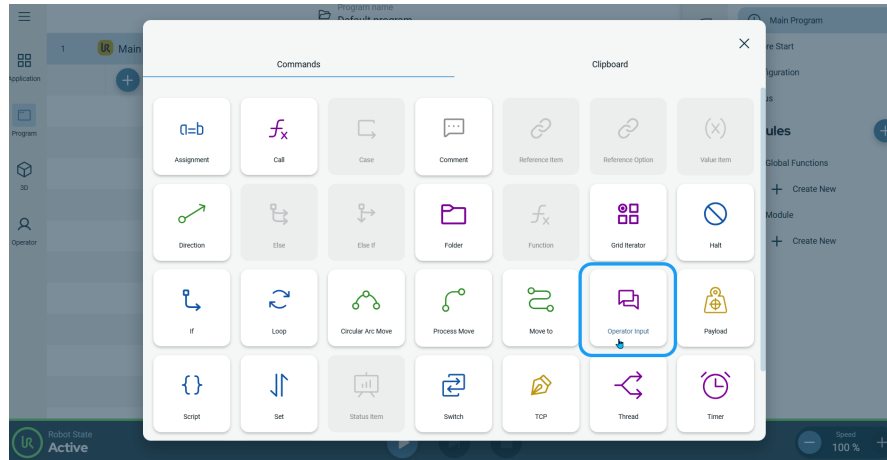 Program name
Default program
Main Program
1 Main
Commands
Clipboard
Application
Program
3D
Operator
a=b
Assignment
fx
Call
Case
Comment
Reference Item
Reference Option
(x)
Value Item
Direction
Else
Else If
Folder
fx
Function
Grid Iterator
Halt
If
Loop
Circular Arc Move
Process Move
Move to
Operator Input
Payload
{}
Script
Set
Status Item
Switch
TCP
Thread
Timer
re Start
Global Functions
Create New
Module
Create New
Robot State
Active
Speed
100 %